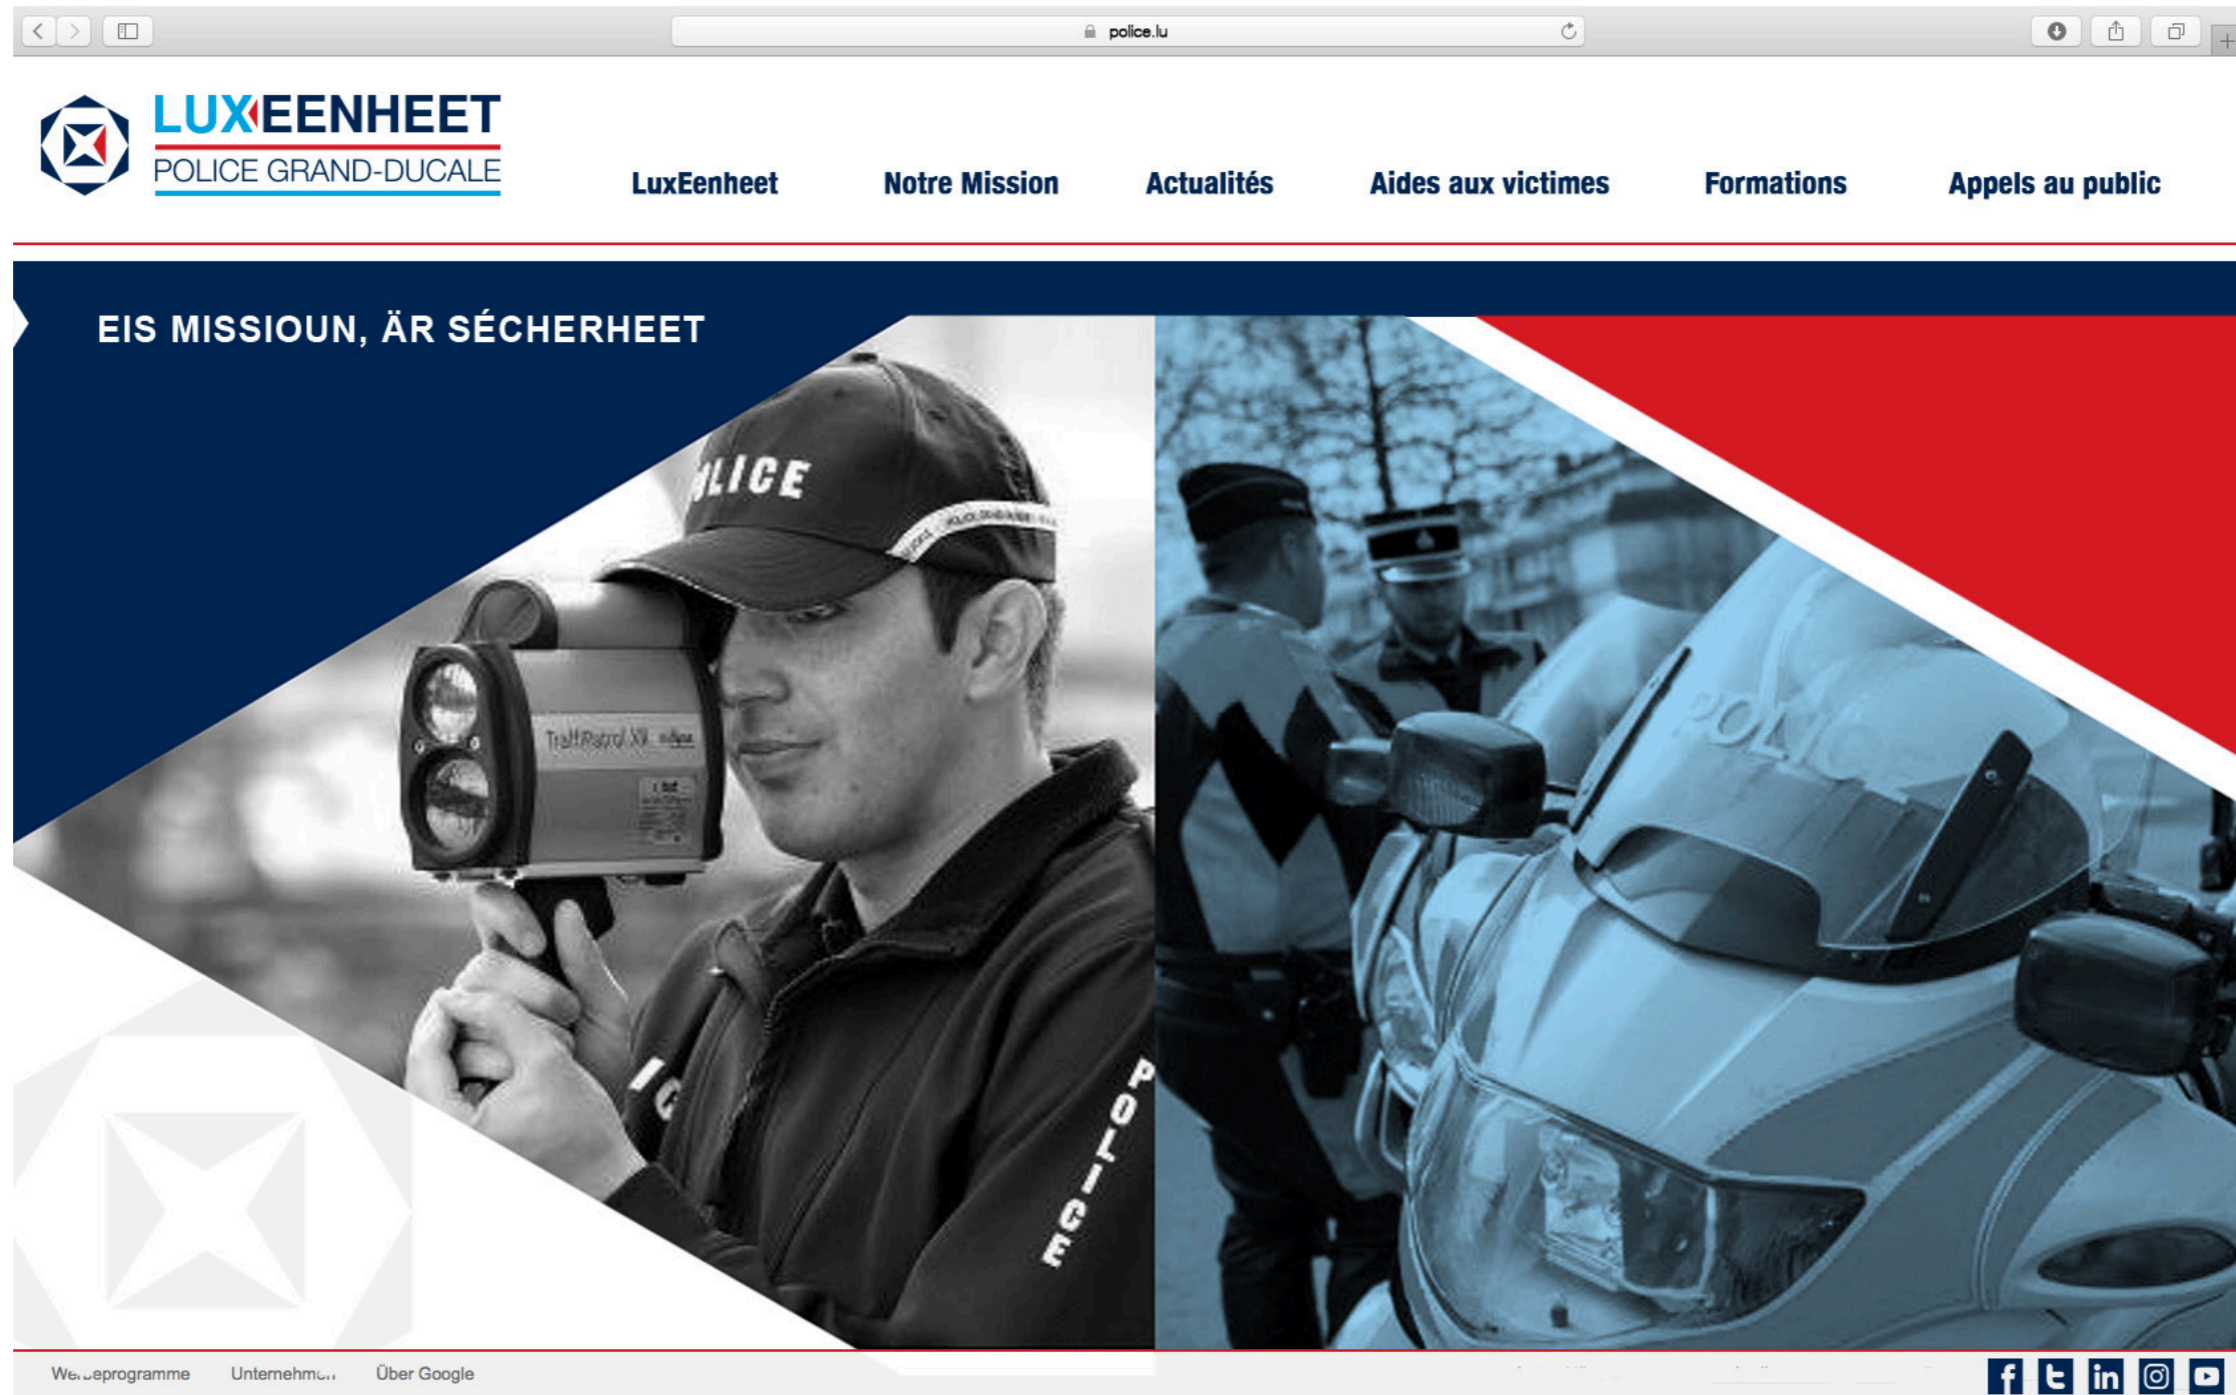 police.lu
LUXEENHEET
POLICE GRAND-DUCALE
LuxEenheet Notre Mission Actualités Aides aux victimes Formations Appels au public
EIS MISSIOUN, ÄR SÉCHERHEET
POLICE
TraffiPatrol XR
POLICE
POLICE
Über Google